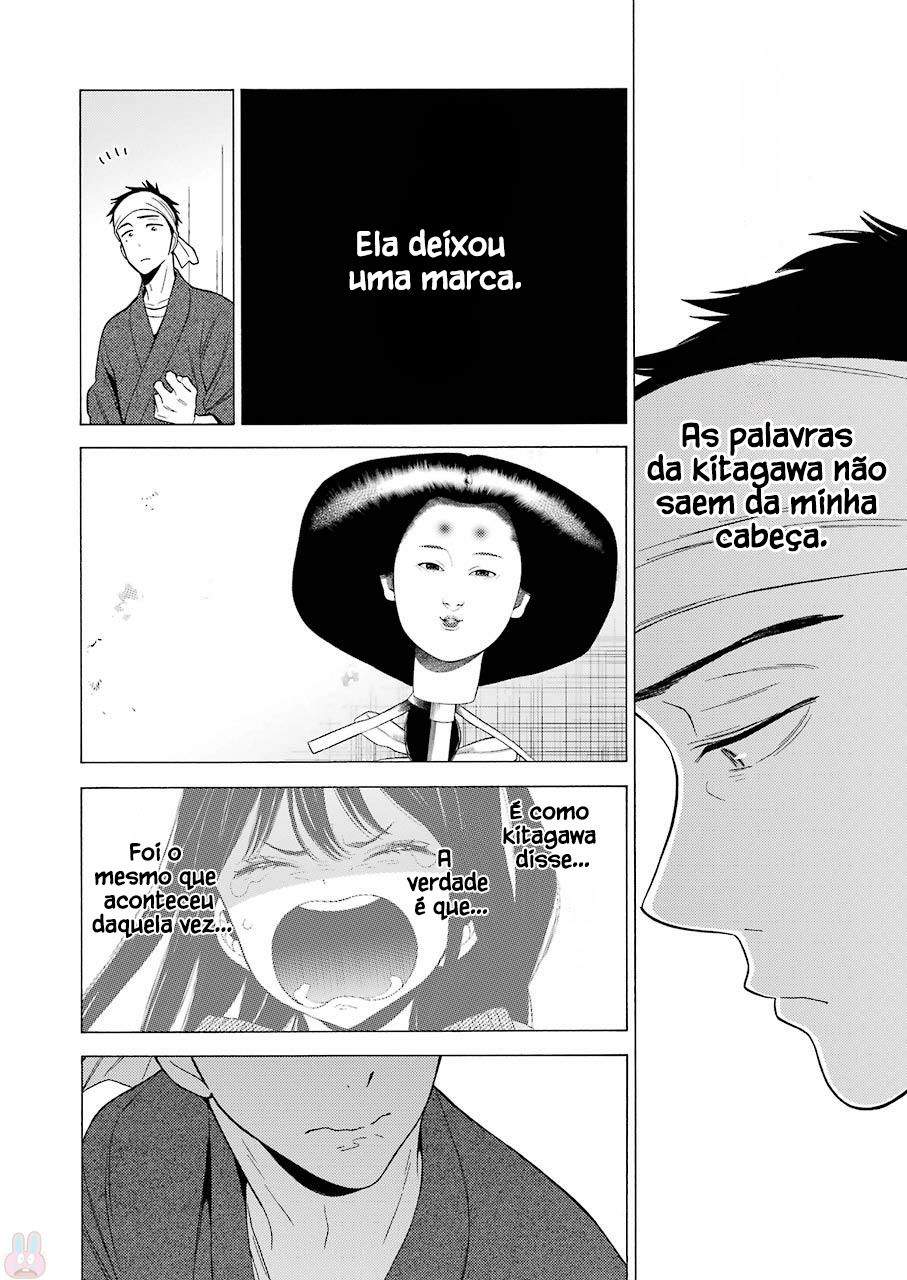 As palavras
da kitagawa não
saem da minha
cabeça.
Ela deixou
uma marca.
É como
kitagawa
disse...
A
verdade
é que...
Foi o
mesmo que
aconteceu
daquela vez...